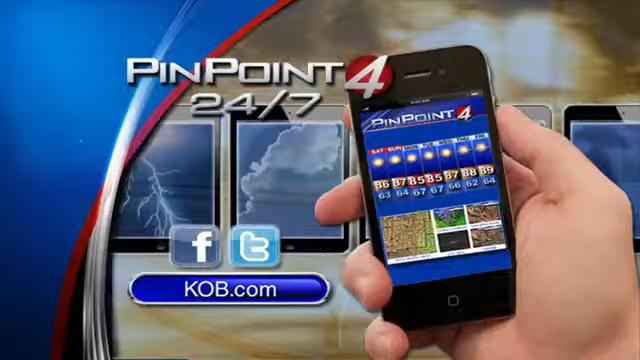 PINPOINT 4
24/7
f t
KOB.com
PINPOINT 4
SAT SUN MON TUE WED THU FRI
86 87 85 85 87 88 89
63 64 67 67 66 62 64